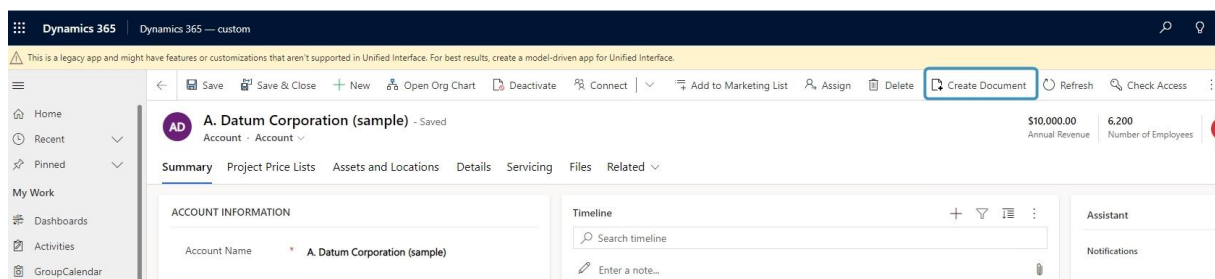 Dynamics 365 Dynamics 365 — custom
This is a legacy app and might have features or customizations that aren't supported in Unified Interface. For best results, create a model-driven app for Unified Interface.
Save Save & Close New Open Org Chart Deactivate Connect Add to Marketing List Assign Delete Create Document Refresh Check Access
Home
Recent
Pinned
My Work
Dashboards
Activities
GroupCalendar
AD
A. Datum Corporation (sample) - Saved
Account · Account
$10,000.00
Annual Revenue
6,200
Number of Employees
Summary Project Price Lists Assets and Locations Details Servicing Files Related
ACCOUNT INFORMATION
Account Name * A. Datum Corporation (sample)
Timeline
Search timeline
Enter a note...
Assistant
Notifications